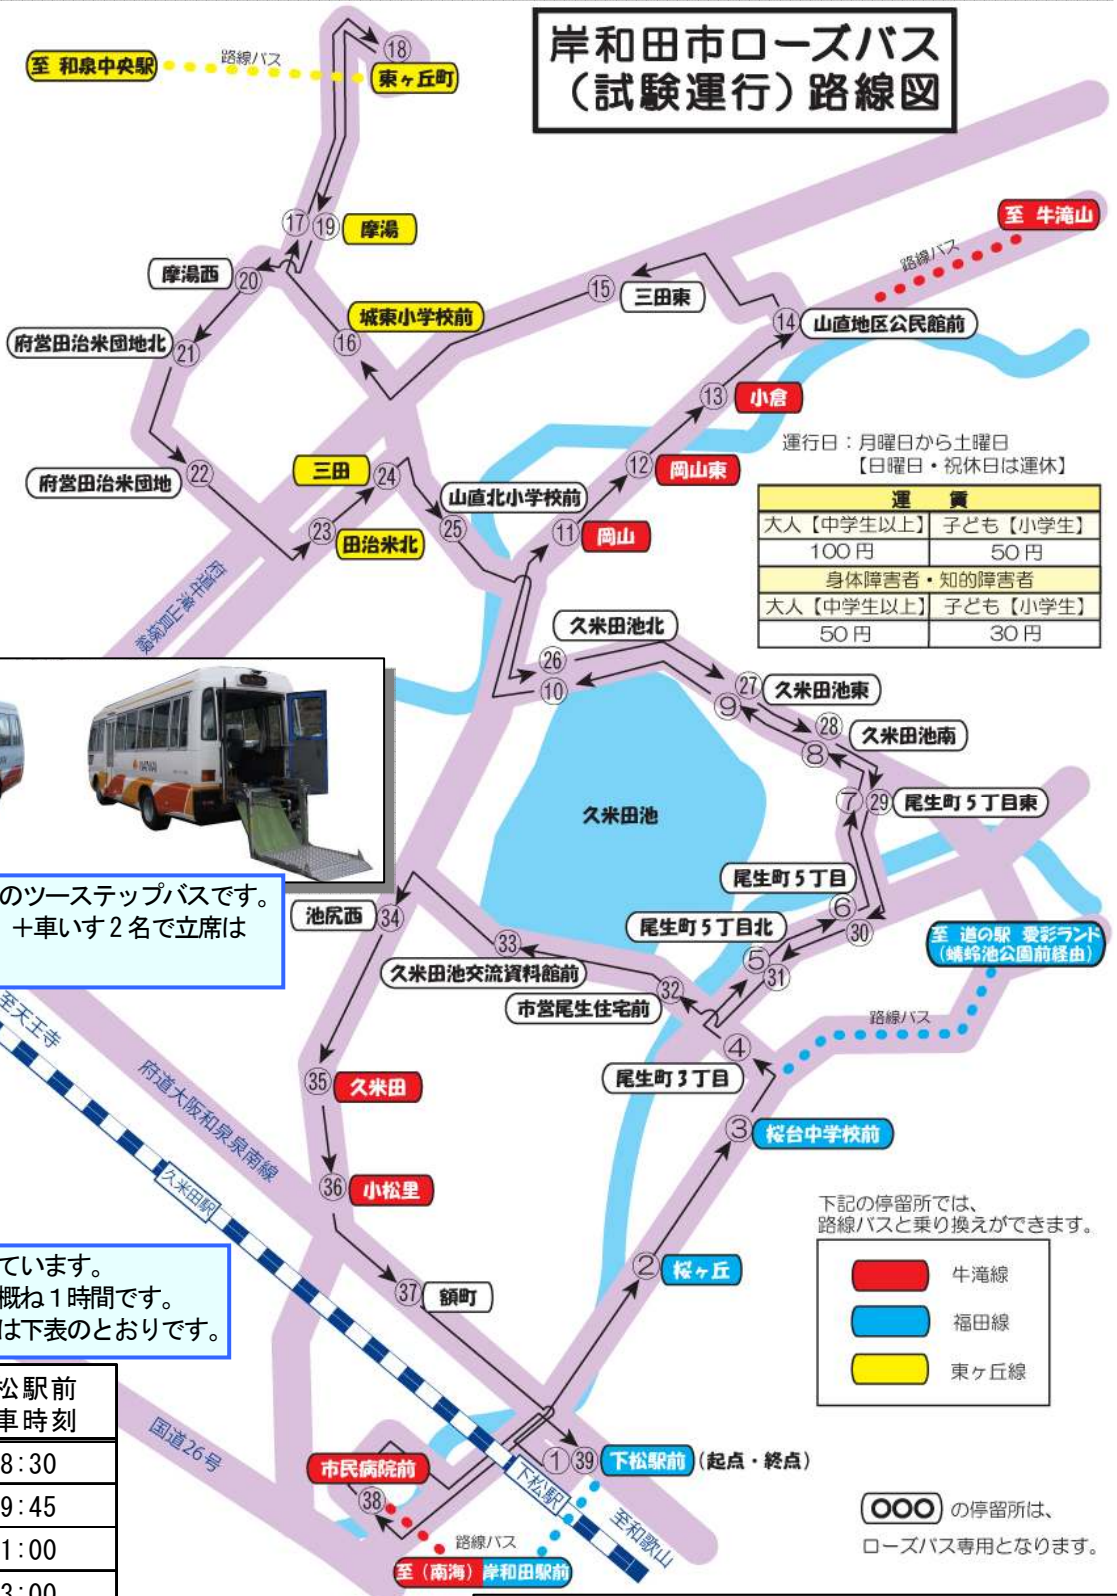 岸和田市ローズバス
（試験運行）路線図
至 和泉中央駅
路線バス
⑱
東ヶ丘町
至 牛滝山
路線バス
⑰
⑲
摩湯
摩湯西
⑳
⑮
三田東
城東小学校前
⑯
⑭
山直地区公民館前
府営田治米団地北
㉑
⑬
小倉
運行日：月曜日から土曜日
【日曜日・祝休日は運休】
運 賃
大人【中学生以上】 子ども【小学生】
100円 50円
身体障害者・知的障害者
大人【中学生以上】 子ども【小学生】
50円 30円
府営田治米団地
㉒
三田
㉔
⑫
岡山東
山直北小学校前
㉕
㉓
田治米北
⑪
岡山
府道牛滝山貝塚線
久米田池北
㉖
⑩
㉗
久米田池東
⑨
㉘
久米田池南
⑧
⑦
㉙
尾生町５丁目東
久米田池
のツーステップバスです。
＋車いす２名で立席は
尾生町５丁目
⑥
㉚
池尻西
㉞
尾生町５丁目北
⑤
㉛
至 道の駅 愛彩ランド
（蜻蛉池公園前経由）
㉝
久米田池交流資料館前
㉜
市営尾生住宅前
路線バス
④
尾生町３丁目
至天王寺
府道大阪和泉泉南線
㉟
久米田
③
桜台中学校前
久米田駅
㊱
小松里
下記の停留所では、
路線バスと乗り換えができます。
牛滝線
福田線
東ヶ丘線
②
桜ヶ丘
ています。
概ね１時間です。
は下表のとおりです。
㊲
額町
松駅前
車時刻
8:30
9:45
1:00
3:00
国道26号
市民病院前
㊳
下松駅
①
㊴
下松駅前
（起点・終点）
至和歌山
路線バス
至（南海）岸和田駅前
○○○ の停留所は、
ローズバス専用となります。